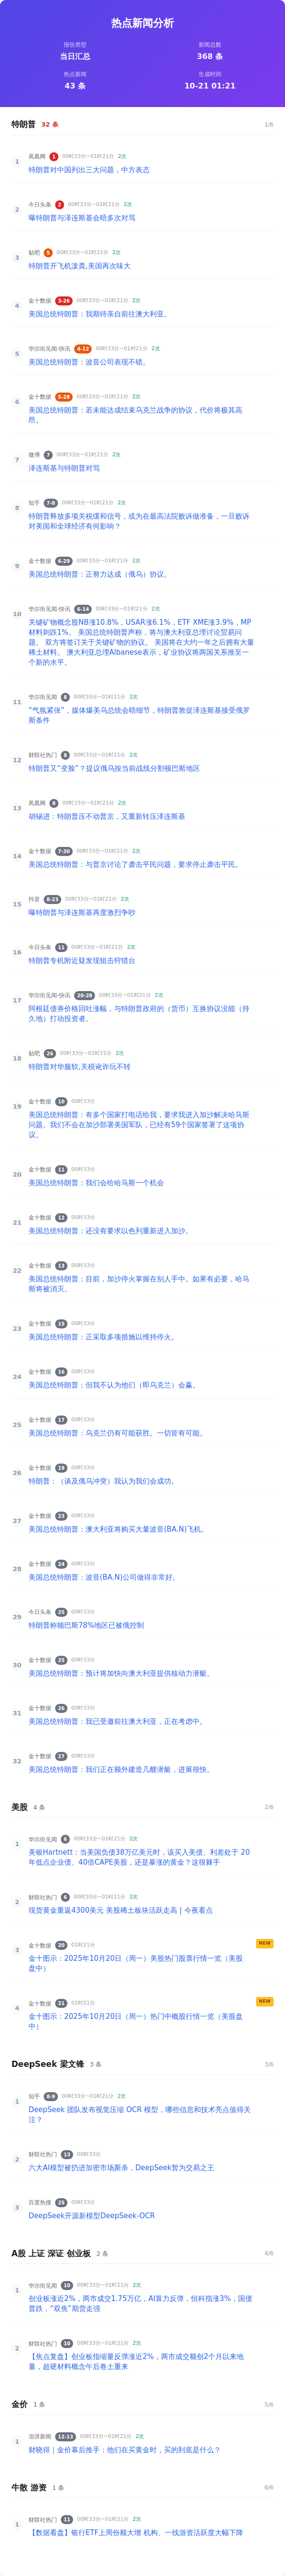 热点新闻分析
报告类型
新闻总数
当日汇总
368 条
热点新闻
生成时间
43 条
10-21 01:21
特朗普 32 条 1/6
1 凤凰网 1 00时33分~01时21分 2次
特朗普对中国列出三大问题，中方表态
2 今日头条 2 00时33分~01时21分 2次
曝特朗普与泽连斯基会晤多次对骂
3 贴吧 5 00时33分~01时21分 2次
特朗普开飞机泼粪,美国再次味大
4 金十数据 3-26 00时33分~01时21分 2次
美国总统特朗普：我期待亲自前往澳大利亚。
5 华尔街见闻-快讯 4-12 00时33分~01时21分 2次
美国总统特朗普：波音公司表现不错。
6 金十数据 5-28 00时33分~01时21分 2次
美国总统特朗普：若未能达成结束乌克兰战争的协议，代价将极其高
昂。
7 微博 7 00时33分~01时21分 2次
泽连斯基与特朗普对骂
8 知乎 7-8 00时33分~01时21分 2次
特朗普释放多项关税缓和信号，或为在最高法院败诉做准备，一旦败诉
对美国和全球经济有何影响？
9 金十数据 6-29 00时33分~01时21分 2次
美国总统特朗普：正努力达成（俄乌）协议。
10 华尔街见闻-快讯 6-14 00时33分~01时21分 2次
关键矿物概念股NB涨10.8%，USAR涨6.1%，ETF XME涨3.9%，MP
材料则跌1%。 美国总统特朗普声称，将与澳大利亚总理讨论贸易问
题。 双方将签订关于关键矿物的协议。 美国将在大约一年之后拥有大量
稀土材料。 澳大利亚总理Albanese表示，矿业协议将两国关系推至一
个新的水平。
11 华尔街见闻 8 00时33分~01时21分 2次
“气氛紧张”，媒体爆美乌总统会晤细节，特朗普敦促泽连斯基接受俄罗
斯条件
12 财联社热门 8 00时33分~01时21分 2次
特朗普又“变脸”？提议俄乌按当前战线分割顿巴斯地区
13 凤凰网 8 00时33分~01时21分 2次
胡锡进：特朗普压不动普京，又重新转压泽连斯基
14 金十数据 7-30 00时33分~01时21分 2次
美国总统特朗普：与普京讨论了袭击平民问题，要求停止袭击平民。
15 抖音 8-23 00时33分~01时21分 2次
曝特朗普与泽连斯基再度激烈争吵
16 今日头条 11 00时33分~01时21分 2次
特朗普专机附近疑发现狙击狩猎台
17 华尔街见闻-快讯 20-28 00时33分~01时21分 2次
阿根廷债券价格回吐涨幅，与特朗普政府的（货币）互换协议没能（持
久地）打动投资者。
18 贴吧 26 00时33分~01时21分 2次
特朗普对华服软,关税讹诈玩不转
19 金十数据 10 00时33分
美国总统特朗普：有多个国家打电话给我，要求我进入加沙解决哈马斯
问题。我们不会在加沙部署美国军队，已经有59个国家签署了这项协
议。
20 金十数据 11 00时33分
美国总统特朗普：我们会给哈马斯一个机会
21 金十数据 12 00时33分
美国总统特朗普：还没有要求以色列重新进入加沙。
22 金十数据 13 00时33分
美国总统特朗普：目前，加沙停火掌握在别人手中。如果有必要，哈马
斯将被消灭。
23 金十数据 15 00时33分
美国总统特朗普：正采取多项措施以维持停火。
24 金十数据 16 00时33分
美国总统特朗普：但我不认为他们（即乌克兰）会赢。
25 金十数据 17 00时33分
美国总统特朗普：乌克兰仍有可能获胜。一切皆有可能。
26 金十数据 19 00时33分
特朗普：（谈及俄乌冲突）我认为我们会成功。
27 金十数据 23 00时33分
美国总统特朗普：澳大利亚将购买大量波音(BA.N)飞机。
28 金十数据 24 00时33分
美国总统特朗普：波音(BA.N)公司做得非常好。
29 今日头条 25 00时33分
特朗普称顿巴斯78%地区已被俄控制
30 金十数据 25 00时33分
美国总统特朗普：预计将加快向澳大利亚提供核动力潜艇。
31 金十数据 26 00时33分
美国总统特朗普：我已受邀前往澳大利亚，正在考虑中。
32 金十数据 27 00时33分
美国总统特朗普：我们正在额外建造几艘潜艇，进展很快。
美股 4 条 2/6
1 华尔街见闻 6 00时33分~01时21分 2次
美银Hartnett：当美国负债38万亿美元时，该买入美债、利差处于 20
年低点企业债、40倍CAPE美股，还是暴涨的黄金？这很棘手
2 财联社热门 6 00时33分~01时21分 2次
现货黄金重返4300美元 美股稀土板块活跃走高 | 今夜看点
3 金十数据 20 01时21分 NEW
金十图示：2025年10月20日（周一）美股热门股票行情一览（美股
盘中）
4 金十数据 21 01时21分 NEW
金十图示：2025年10月20日（周一）热门中概股行情一览（美股盘
中）
DeepSeek 梁文锋 3 条 3/6
1 知乎 8-9 00时33分~01时21分 2次
DeepSeek 团队发布视觉压缩 OCR 模型，哪些信息和技术亮点值得关
注？
2 财联社热门 13 00时33分
六大AI模型被扔进加密市场厮杀，DeepSeek暂为交易之王
3 百度热搜 25 00时33分
DeepSeek开源新模型DeepSeek-OCR
A股 上证 深证 创业板 2 条 4/6
1 华尔街见闻 10 00时33分~01时21分 2次
创业板涨近2%，两市成交1.75万亿，AI算力反弹，恒科指涨3%，国债
普跌，“双焦”期货走强
2 财联社热门 10 00时33分~01时21分 2次
【焦点复盘】创业板指缩量反弹涨近2%，两市成交额创2个月以来地
量，超硬材料概念午后卷土重来
金价 1 条 5/6
1 澎湃新闻 12-13 00时33分~01时21分 2次
财晓得丨金价幕后推手：他们在买黄金时，买的到底是什么？
牛散 游资 1 条 6/6
1 财联社热门 11 00时33分~01时21分 2次
【数据看盘】银行ETF上周份额大增 机构、一线游资活跃度大幅下降